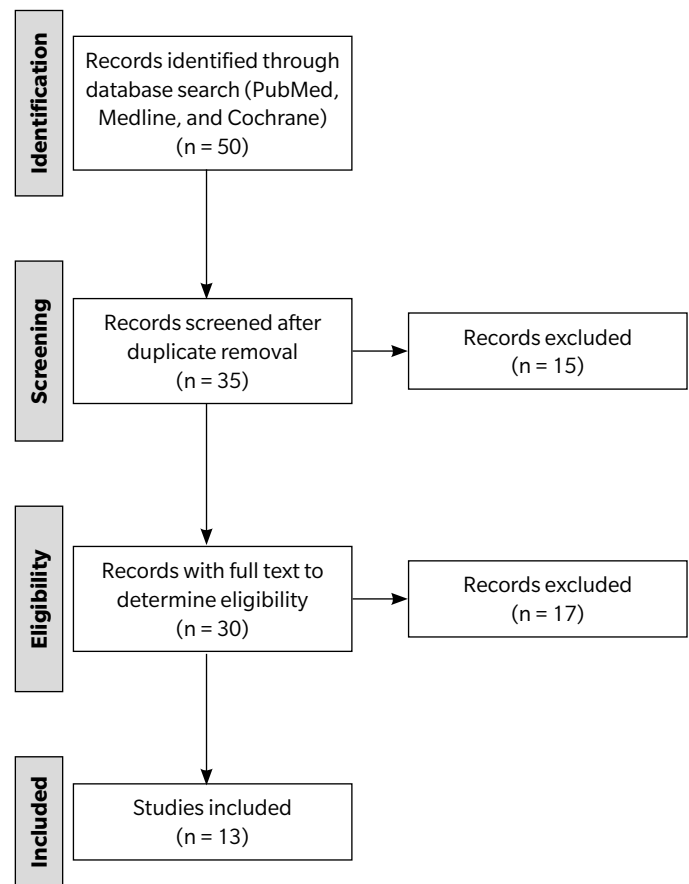 Identification
Records identified through
database search (PubMed,
Medline, and Cochrane)
(n = 50)
Screening
Records screened after
duplicate removal
(n = 35)
Records excluded
(n = 15)
Eligibility
Records with full text to
determine eligibility
(n = 30)
Records excluded
(n = 17)
Included
Studies included
(n = 13)